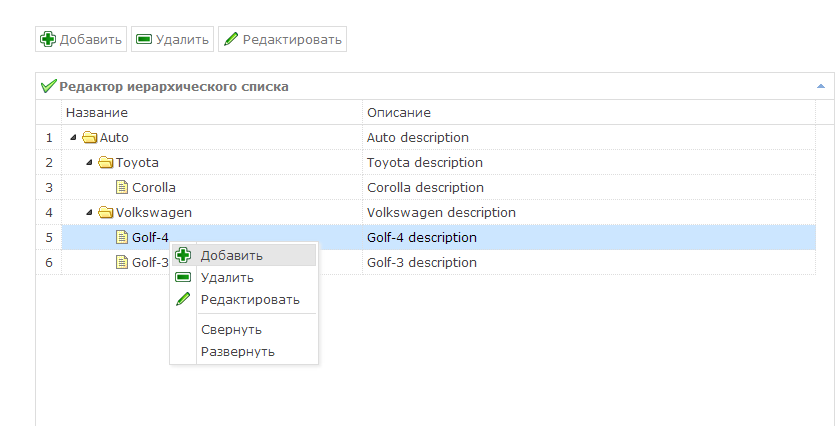 Добавить Удалить Редактировать
Редактор иерархического списка
Название Описание
1 Auto Auto description
2 Toyota Toyota description
3 Corolla Corolla description
4 Volkswagen Volkswagen description
5 Golf-4 Golf-4 description
6 Golf-3 Golf-3 description
Добавить
Удалить
Редактировать
Свернуть
Развернуть